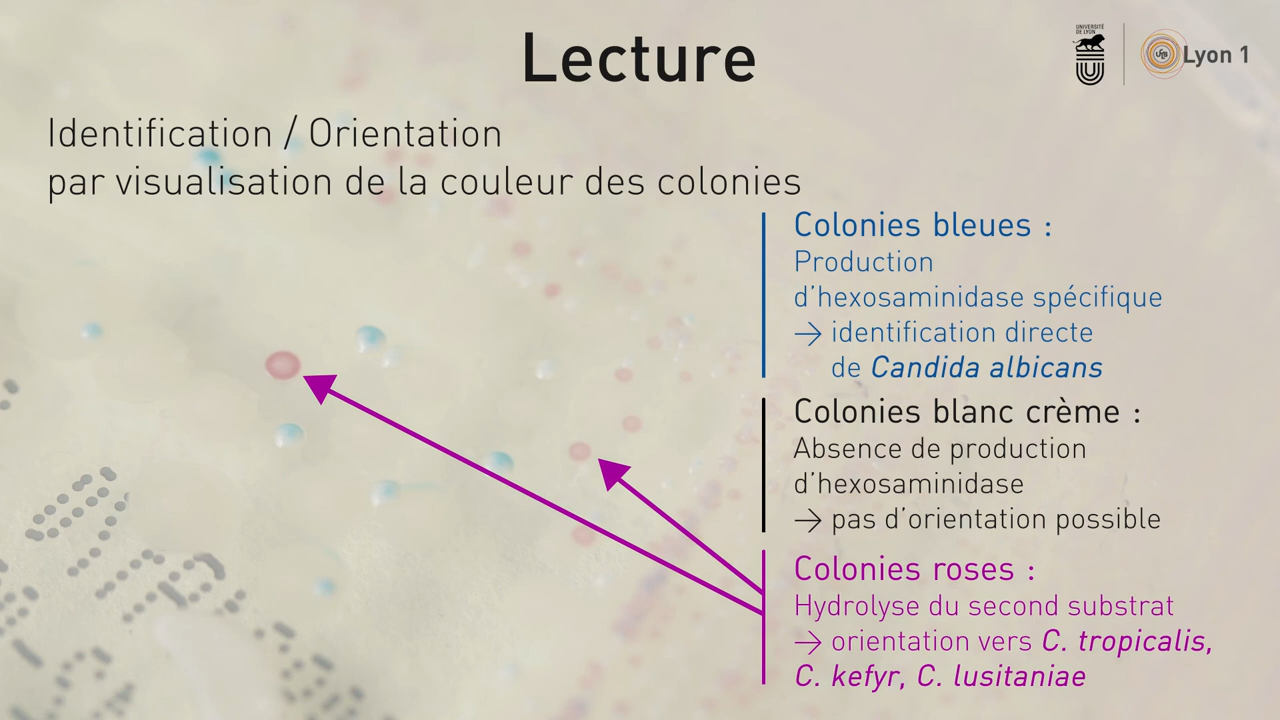 Lecture
UNIVERSITÉ
DE LYON
Lyon 1
Identification / Orientation
par visualisation de la couleur des colonies
Colonies bleues :
Production
d'hexosaminidase spécifique
→ identification directe
de Candida albicans
Colonies blanc crème :
Absence de production
d'hexosaminidase
→ pas d'orientation possible
Colonies roses :
Hydrolyse du second substrat
→ orientation vers C. tropicalis,
C. kefyr, C. lusitaniae